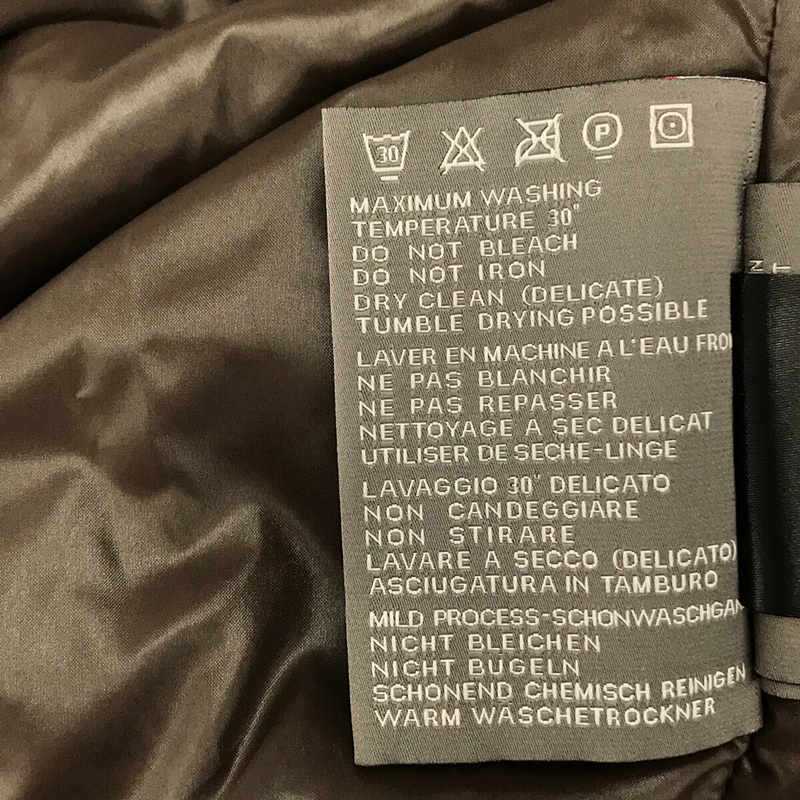 30 P
MAXIMUM WASHING
TEMPERATURE 30"
DO NOT BLEACH
DO NOT IRON
DRY CLEAN (DELICATE)
TUMBLE DRYING POSSIBLE
LAVER EN MACHINE A L'EAU FROI
NE PAS BLANCHIR
NE PAS REPASSER
NETTOYAGE A SEC DELICAT
UTILISER DE SECHE-LINGE
LAVAGGIO 30" DELICATO
NON CANDEGGIARE
NON STIRARE
LAVARE A SECCO (DELICATO)
ASCIUGATURA IN TAMBURO
MILD PROCESS-SCHONWASCHGAN
NICHT BLEICHEN
NICHT BUGELN
SCHONEND CHEMISCH REINIGEN
WARM WASCHETROCKNER